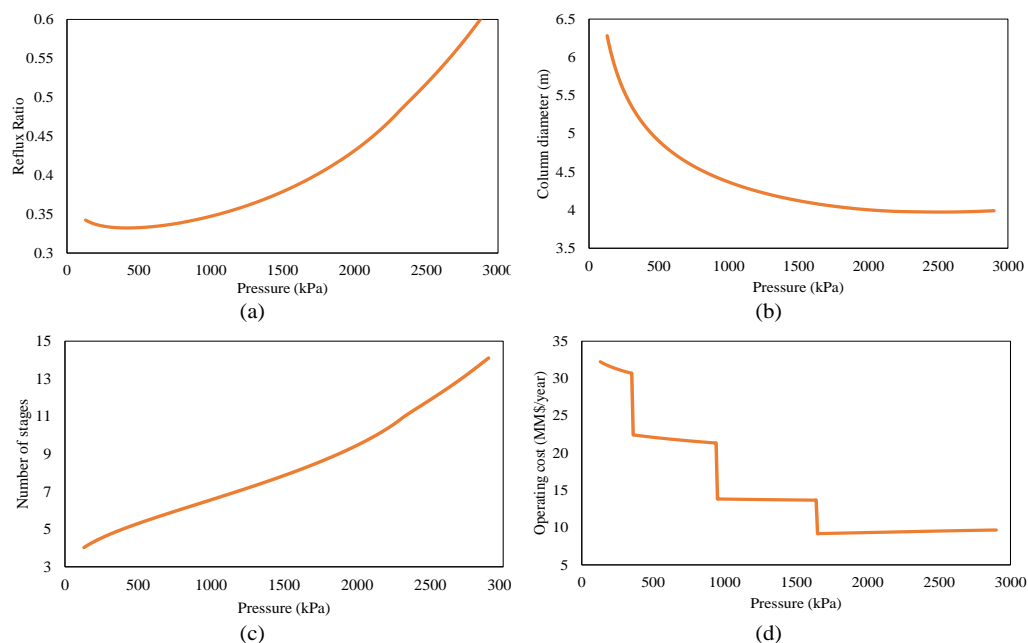 0.6
0.55
0.5
0.45
0.4
0.35
0.3
Reflux Ratio
0 500 1000 1500 2000 2500 3000
Pressure (kPa)
(a)
6.5
6
5.5
5
4.5
4
3.5
Column diameter (m)
0 500 1000 1500 2000 2500 3000
Pressure (kPa)
(b)
15
13
11
9
7
5
3
Number of stages
0 500 1000 1500 2000 2500 3000
Pressure (kPa)
(c)
35
30
25
20
15
10
5
Operating cost (MM$/year)
0 500 1000 1500 2000 2500 3000
Pressure (kPa)
(d)